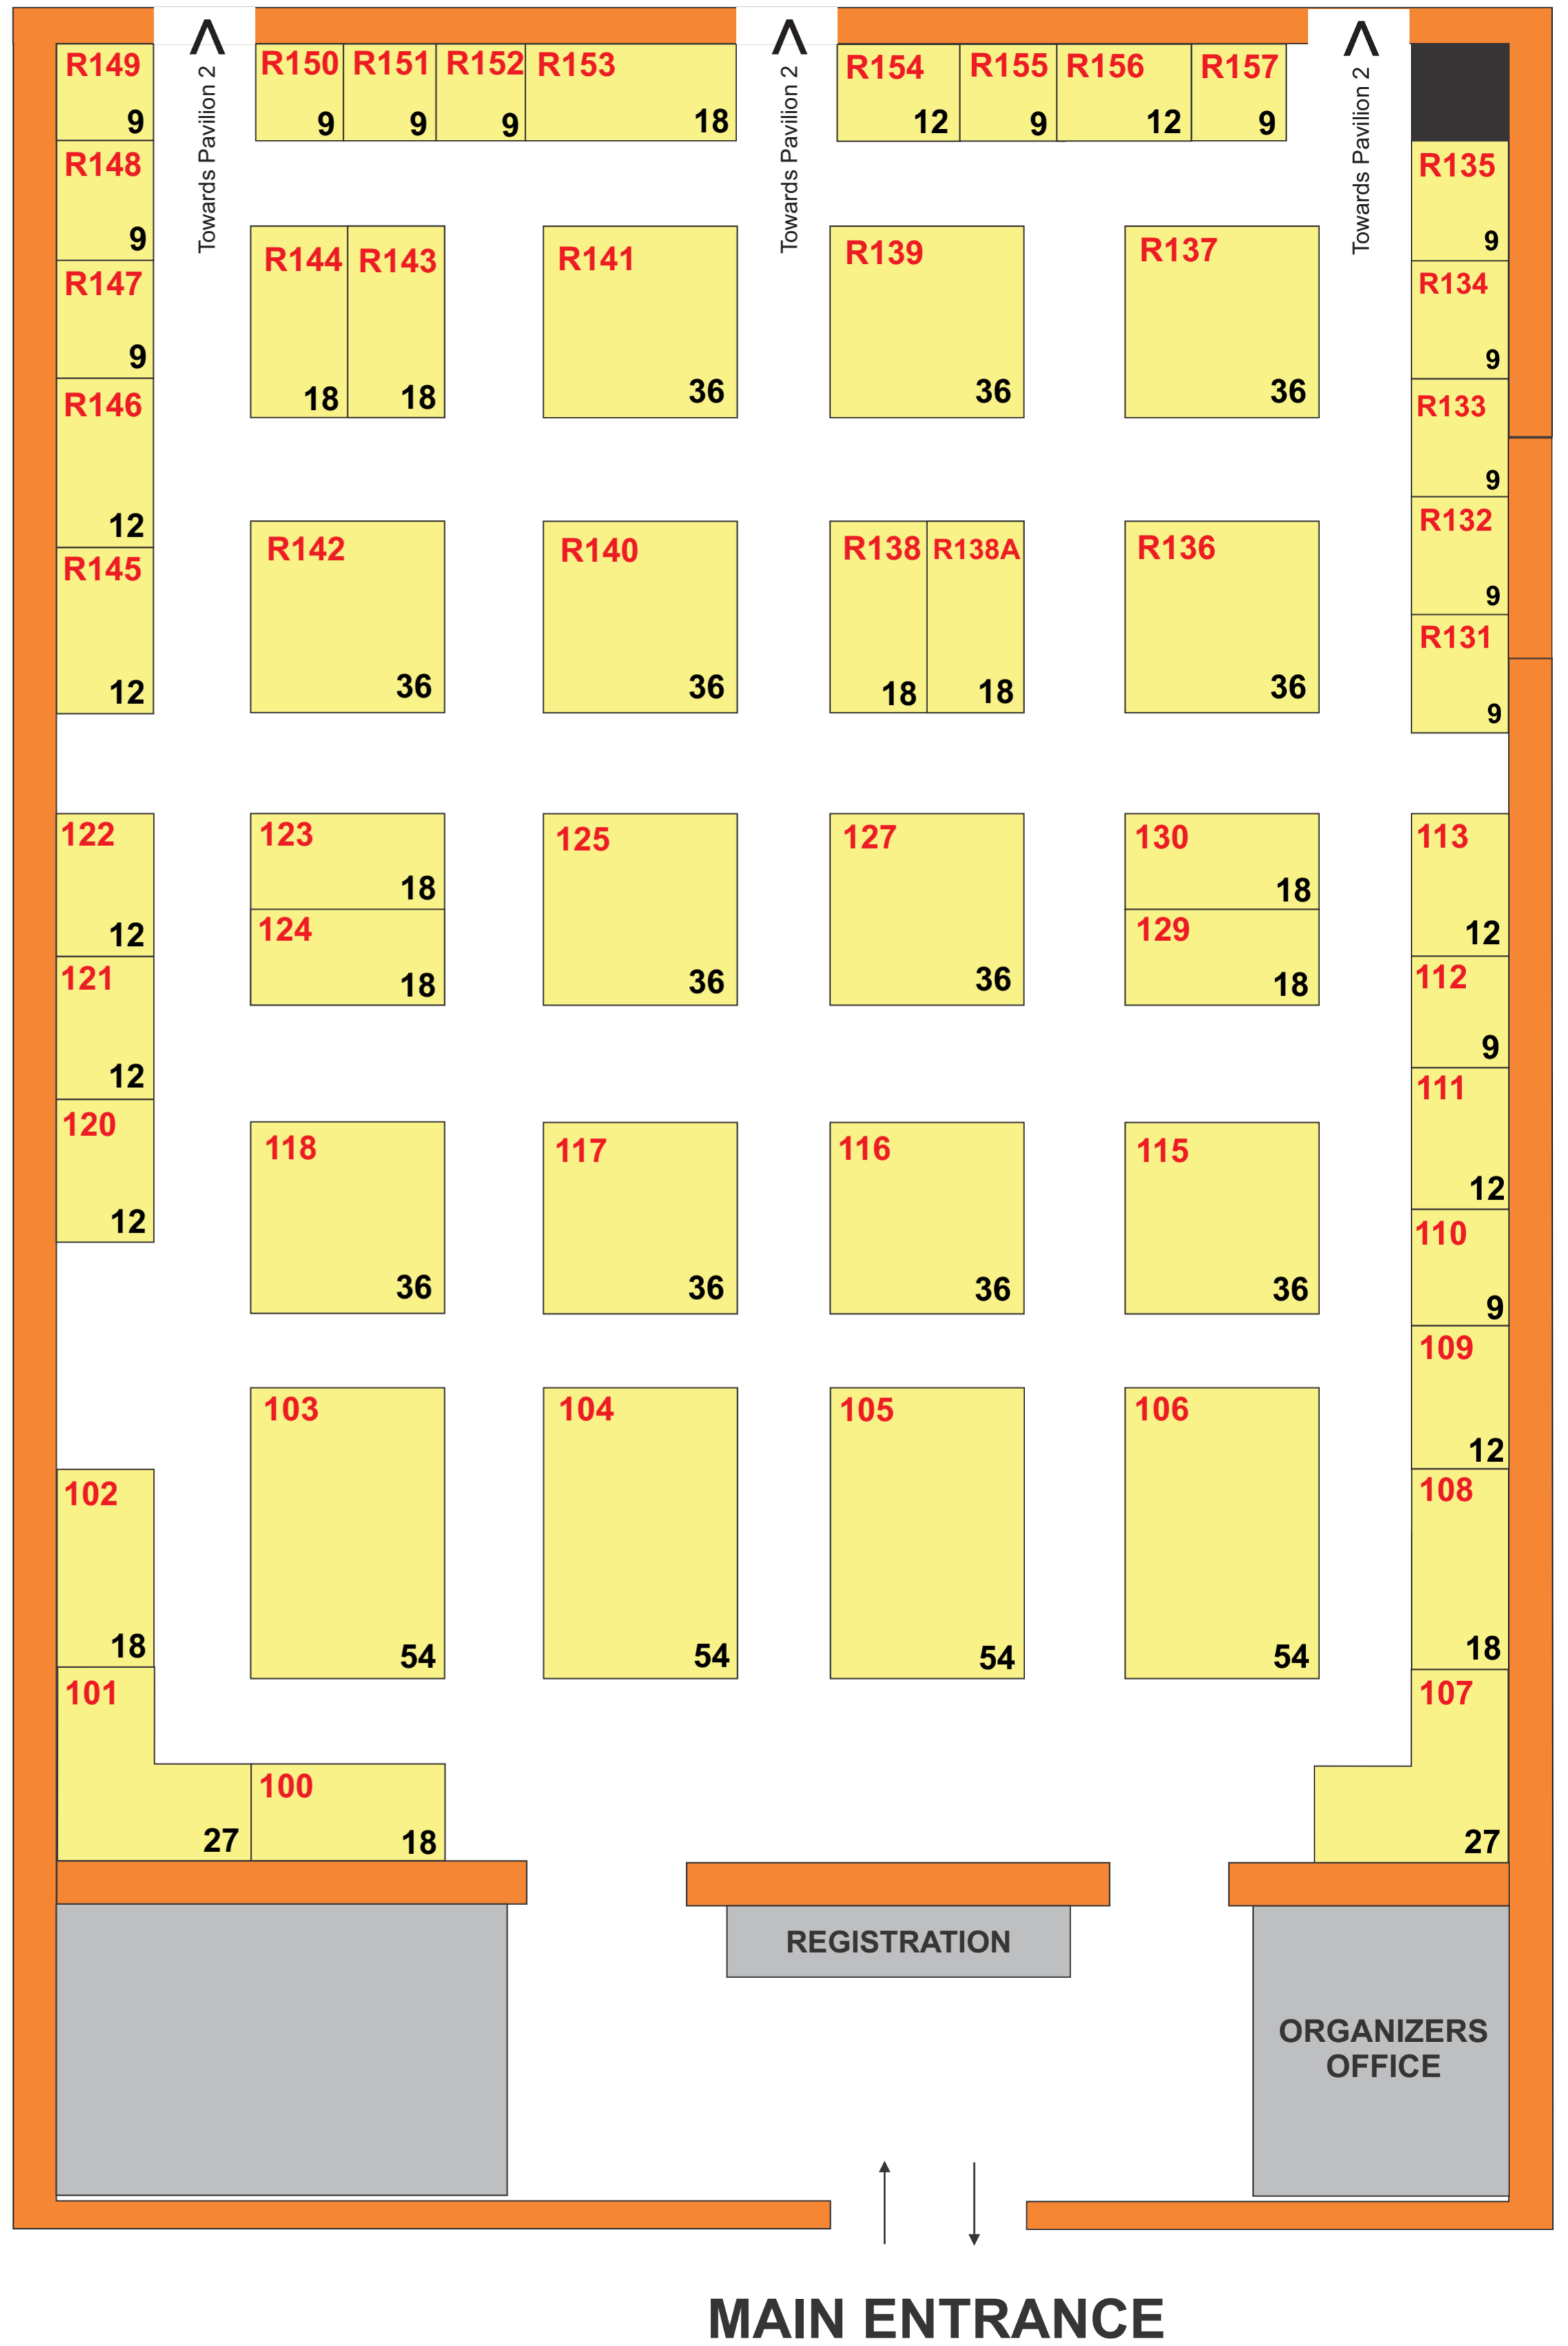 R149
9
Towards Pavilion 2
R150
9
R151
9
R152
9
R153
18
Towards Pavilion 2
R154
12
R155
9
R156
12
R157
9
Towards Pavilion 2
R148
9
R147
9
R146
12
R145
12
R144
18
R143
18
R141
36
R139
36
R137
36
R135
9
R134
9
R133
9
R132
9
R131
9
R142
36
R140
36
R138
18
R138A
18
R136
36
122
12
121
12
120
12
123
18
124
18
125
36
127
36
130
18
129
18
113
12
112
9
111
12
110
9
109
12
108
18
107
27
118
36
117
36
116
36
115
36
103
54
104
54
105
54
106
54
102
18
101
27
100
18
REGISTRATION
ORGANIZERS
OFFICE
MAIN ENTRANCE